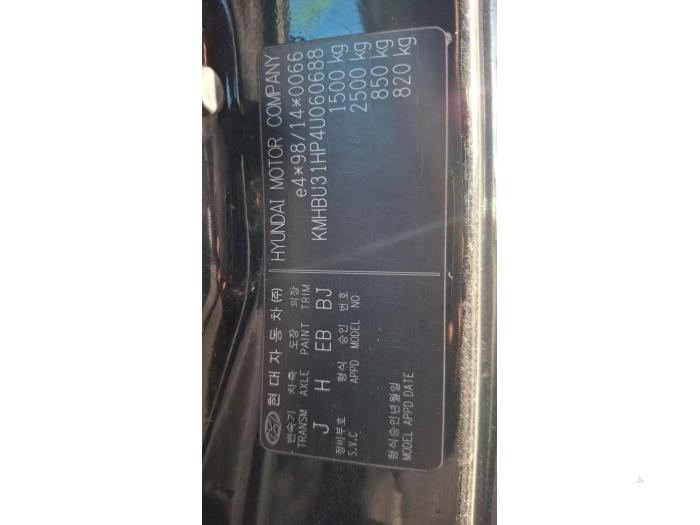 현대자동차(주) HYUNDAI MOTOR COMPANY
변속기 차축 도장 의장
TRANSM AXLE PAINT TRIM
J H EB BJ
e4*98/14*0066
KMHBU31HP4U060688
1500 kg
2500 kg
850 kg
820 kg
정비부호 형식 승인 번호
S.V.C APPD MODEL NO
형식승인년월일
MODEL APPD DATE